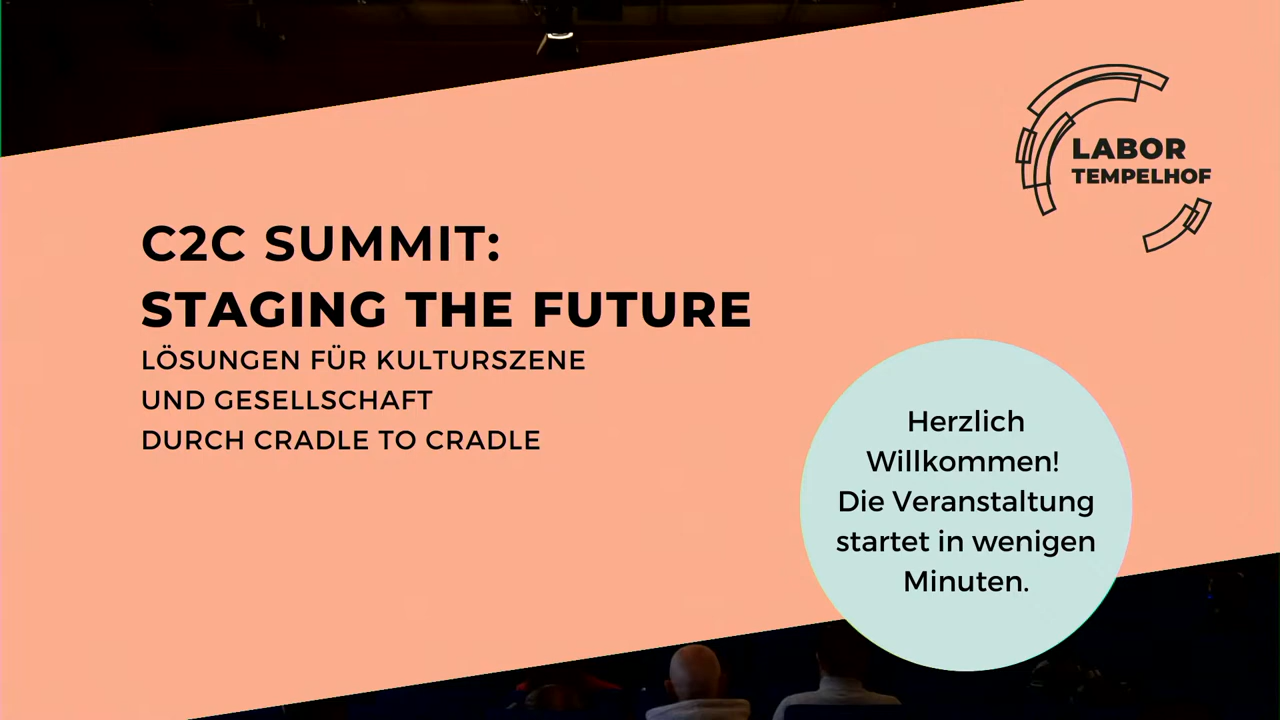 LABOR
TEMPELHOF
C2C SUMMIT:
STAGING THE FUTURE
LÖSUNGEN FÜR KULTURSZENE
UND GESELLSCHAFT
DURCH CRADLE TO CRADLE
Herzlich
Willkommen!
Die Veranstaltung
startet in wenigen
Minuten.